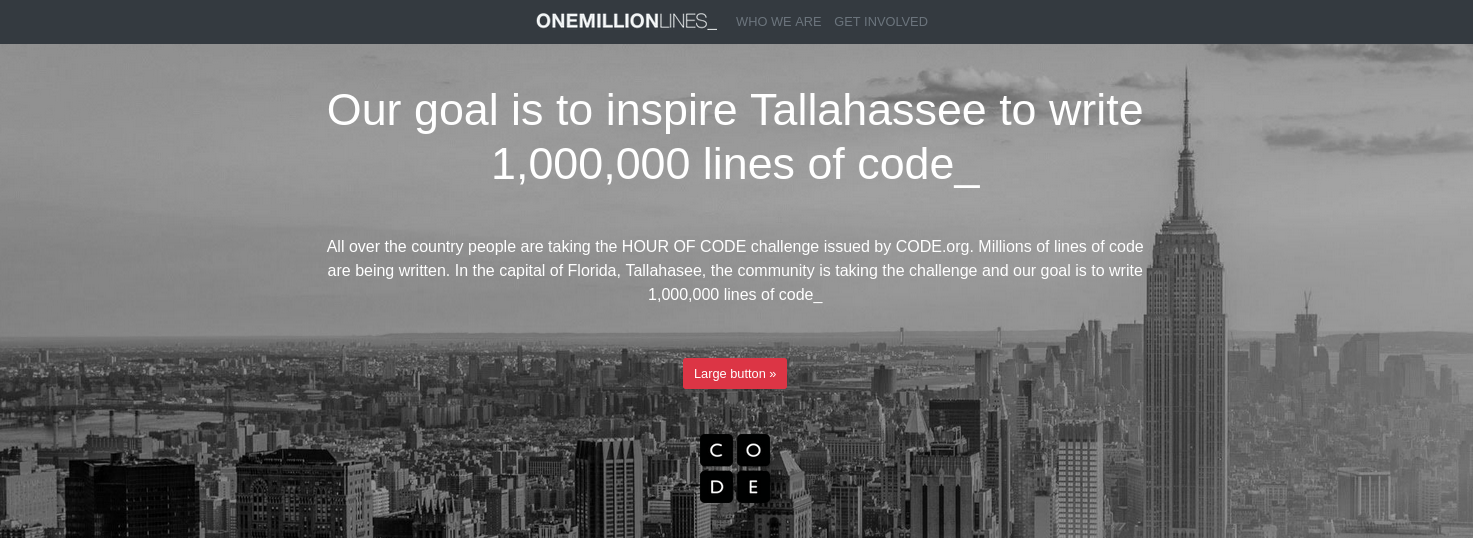 ONEMILLIONLINES_ WHO WE ARE GET INVOLVED
Our goal is to inspire Tallahassee to write
1,000,000 lines of code_
All over the country people are taking the HOUR OF CODE challenge issued by CODE.org. Millions of lines of code
are being written. In the capital of Florida, Tallahasee, the community is taking the challenge and our goal is to write
1,000,000 lines of code_
Large button »
C O
D E